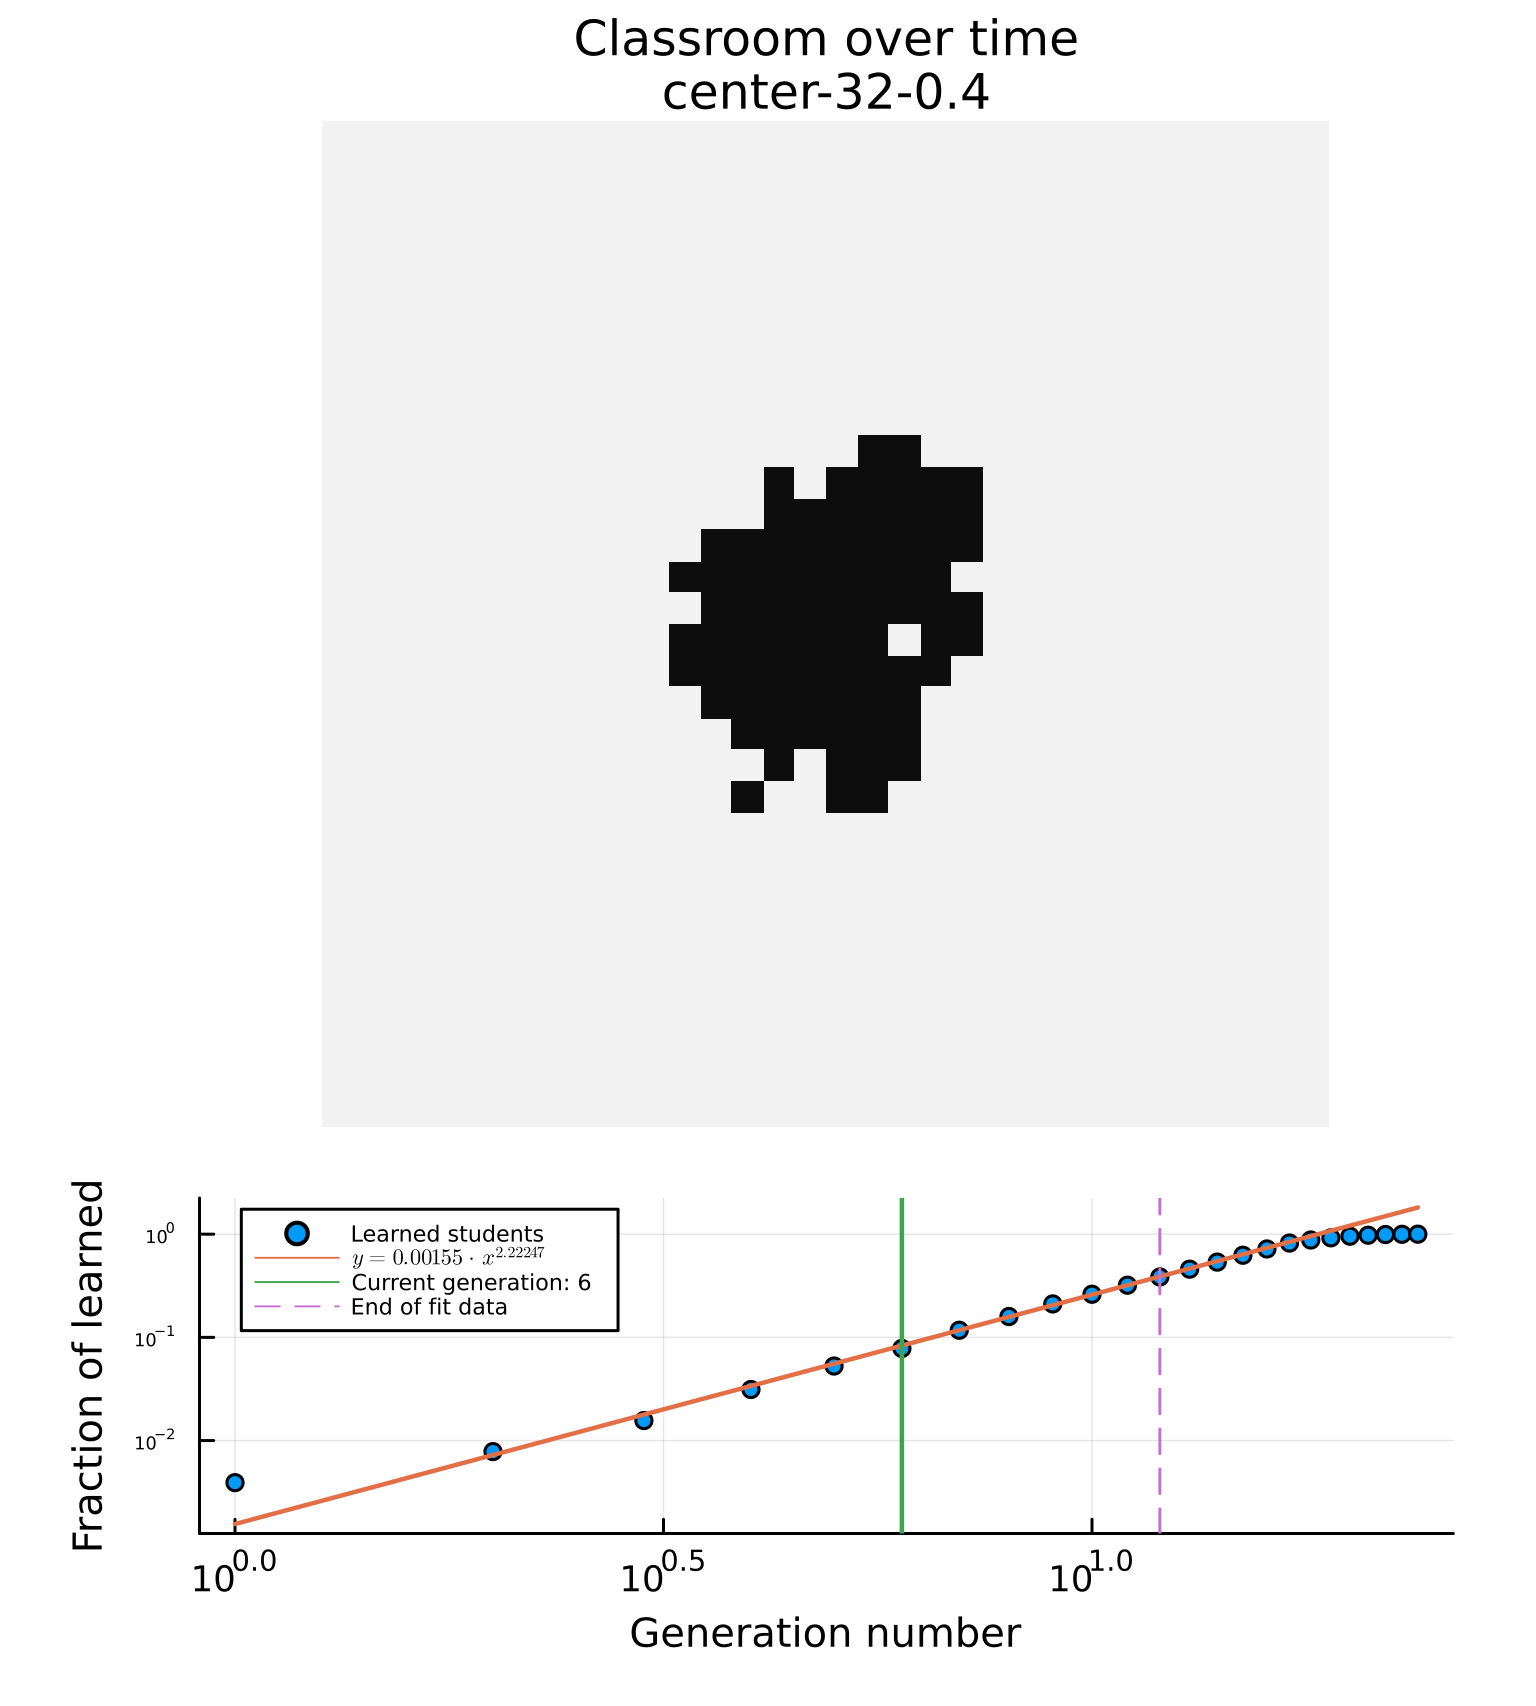 Classroom over time
center-32-0.4
Fraction of learned
10⁰
10⁻¹
10⁻²
Learned students
y = 0.00155 · x^2.22247
Current generation: 6
End of fit data
10^0.0
10^0.5
10^1.0
Generation number